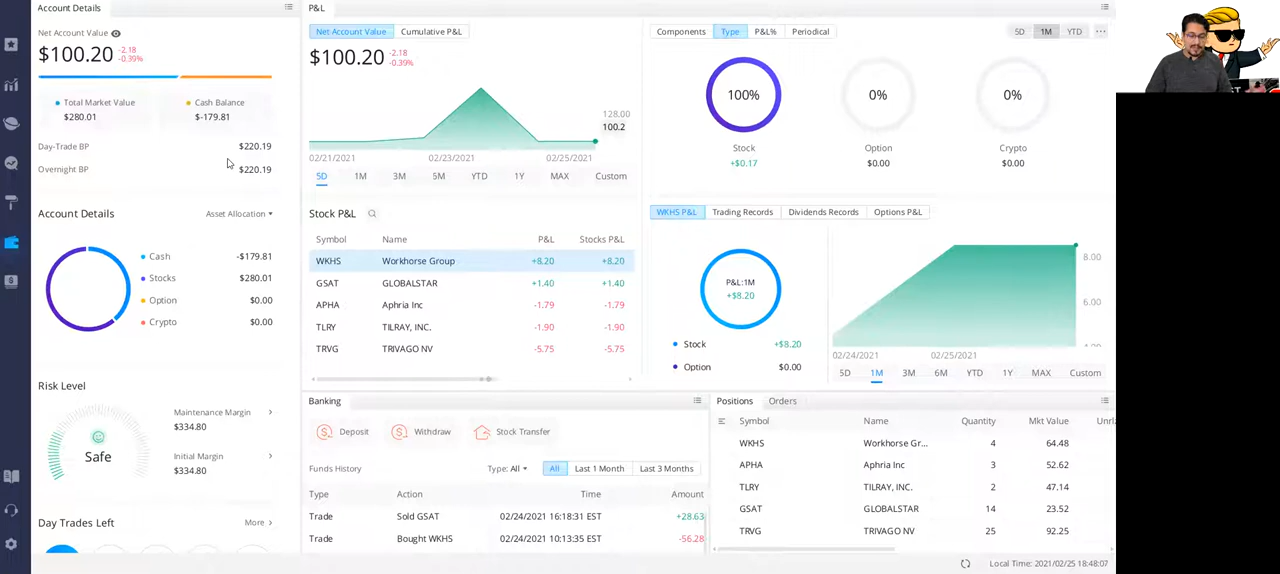 Account Details
Net Account Value
$100.20 -2.18 -0.39%
Total Market Value
$280.01
Cash Balance
$-179.81
Day-Trade BP $220.19
Overnight BP $220.19
Account Details Asset Allocation
Cash -$179.81
Stocks $280.01
Option $0.00
Crypto $0.00
Risk Level
Safe
Maintenance Margin
$334.80
Initial Margin
$334.80
Day Trades Left More
P&L
Net Account Value Cumulative P&L
$100.20 -2.18 -0.39%
128.00
100.2
02/21/2021 02/23/2021 02/25/2021
5D 1M 3M 5M YTD 1Y MAX Custom
Components Type P&L% Periodical 5D 1M YTD
100% 0% 0%
Stock Option Crypto
+$0.17 $0.00 $0.00
Stock P&L
Symbol Name P&L Stocks P&L
WKHS Workhorse Group +8.20 +8.20
GSAT GLOBALSTAR +1.40 +1.40
APHA Aphria Inc -1.79 -1.79
TLRY TILRAY, INC. -1.90 -1.90
TRVG TRIVAGO NV -5.75 -5.75
WKHS P&L Trading Records Dividends Records Options P&L
P&L:1M
+$8.20
Stock +$8.20
Option $0.00
8.00
6.00
02/24/2021 02/25/2021
5D 1M 3M 6M YTD 1Y MAX Custom
Banking
Deposit Withdraw Stock Transfer
Funds History Type: All All Last 1 Month Last 3 Months
Type Action Time Amount
Trade Sold GSAT 02/24/2021 16:18:31 EST +28.63
Trade Bought WKHS 02/24/2021 10:13:35 EST -56.28
Positions Orders
Symbol Name Quantity Mkt Value Unrl.
WKHS Workhorse Gr... 4 64.48
APHA Aphria Inc 3 52.62
TLRY TILRAY, INC. 2 47.14
GSAT GLOBALSTAR 14 23.52
TRVG TRIVAGO NV 25 92.25
Local Time: 2021/02/25 18:48:07